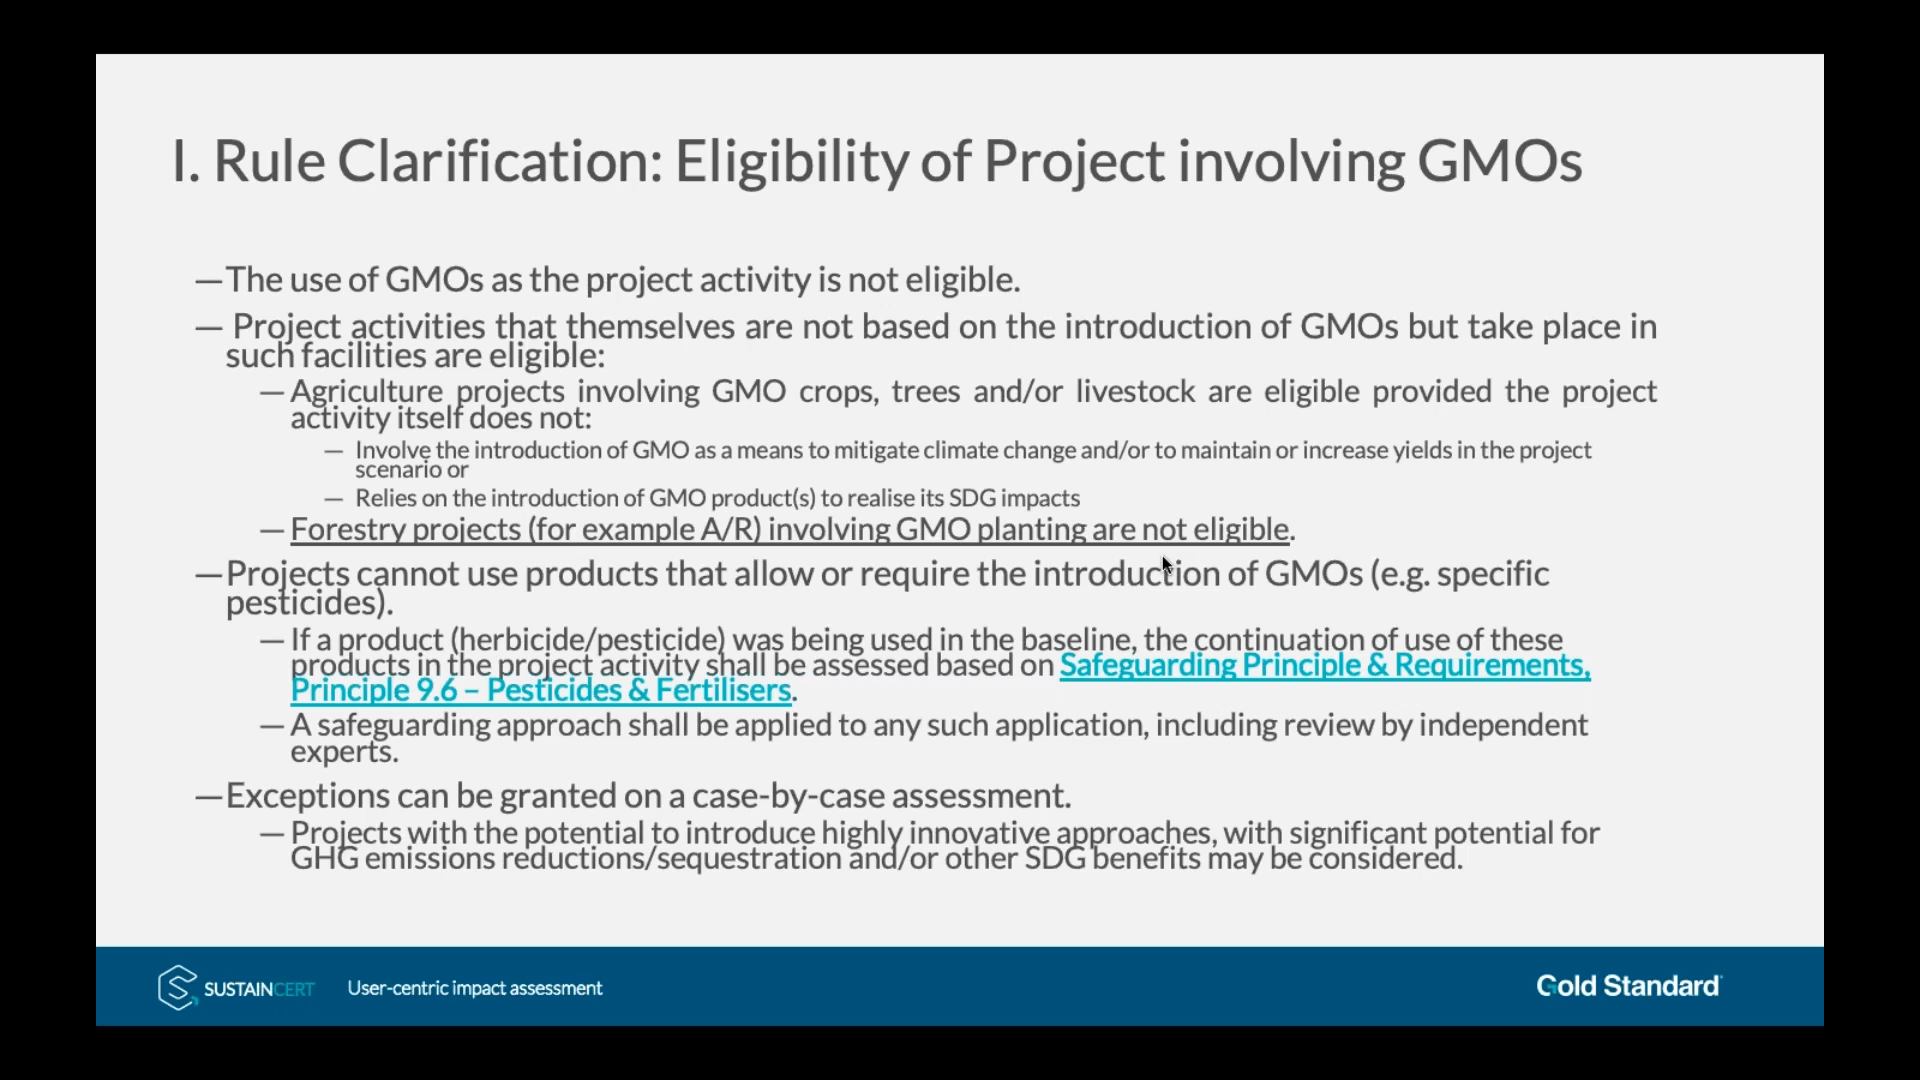 I. Rule Clarification: Eligibility of Project involving GMOs
—The use of GMOs as the project activity is not eligible.
— Project activities that themselves are not based on the introduction of GMOs but take place in
such facilities are eligible:
—Agriculture projects involving GMO crops, trees and/or livestock are eligible provided the project
activity itself does not:
— Involve the introduction of GMO as a means to mitigate climate change and/or to maintain or increase yields in the project
scenario or
— Relies on the introduction of GMO product(s) to realise its SDG impacts
—Forestry projects (for example A/R) involving GMO planting are not eligible.
—Projects cannot use products that allow or require the introduction of GMOs (e.g. specific
pesticides).
—If a product (herbicide/pesticide) was being used in the baseline, the continuation of use of these
products in the project activity shall be assessed based on Safeguarding Principle & Requirements,
Principle 9.6 – Pesticides & Fertilisers.
—A safeguarding approach shall be applied to any such application, including review by independent
experts.
—Exceptions can be granted on a case-by-case assessment.
—Projects with the potential to introduce highly innovative approaches, with significant potential for
GHG emissions reductions/sequestration and/or other SDG benefits may be considered.
SUSTAINCERT User-centric impact assessment Gold Standard